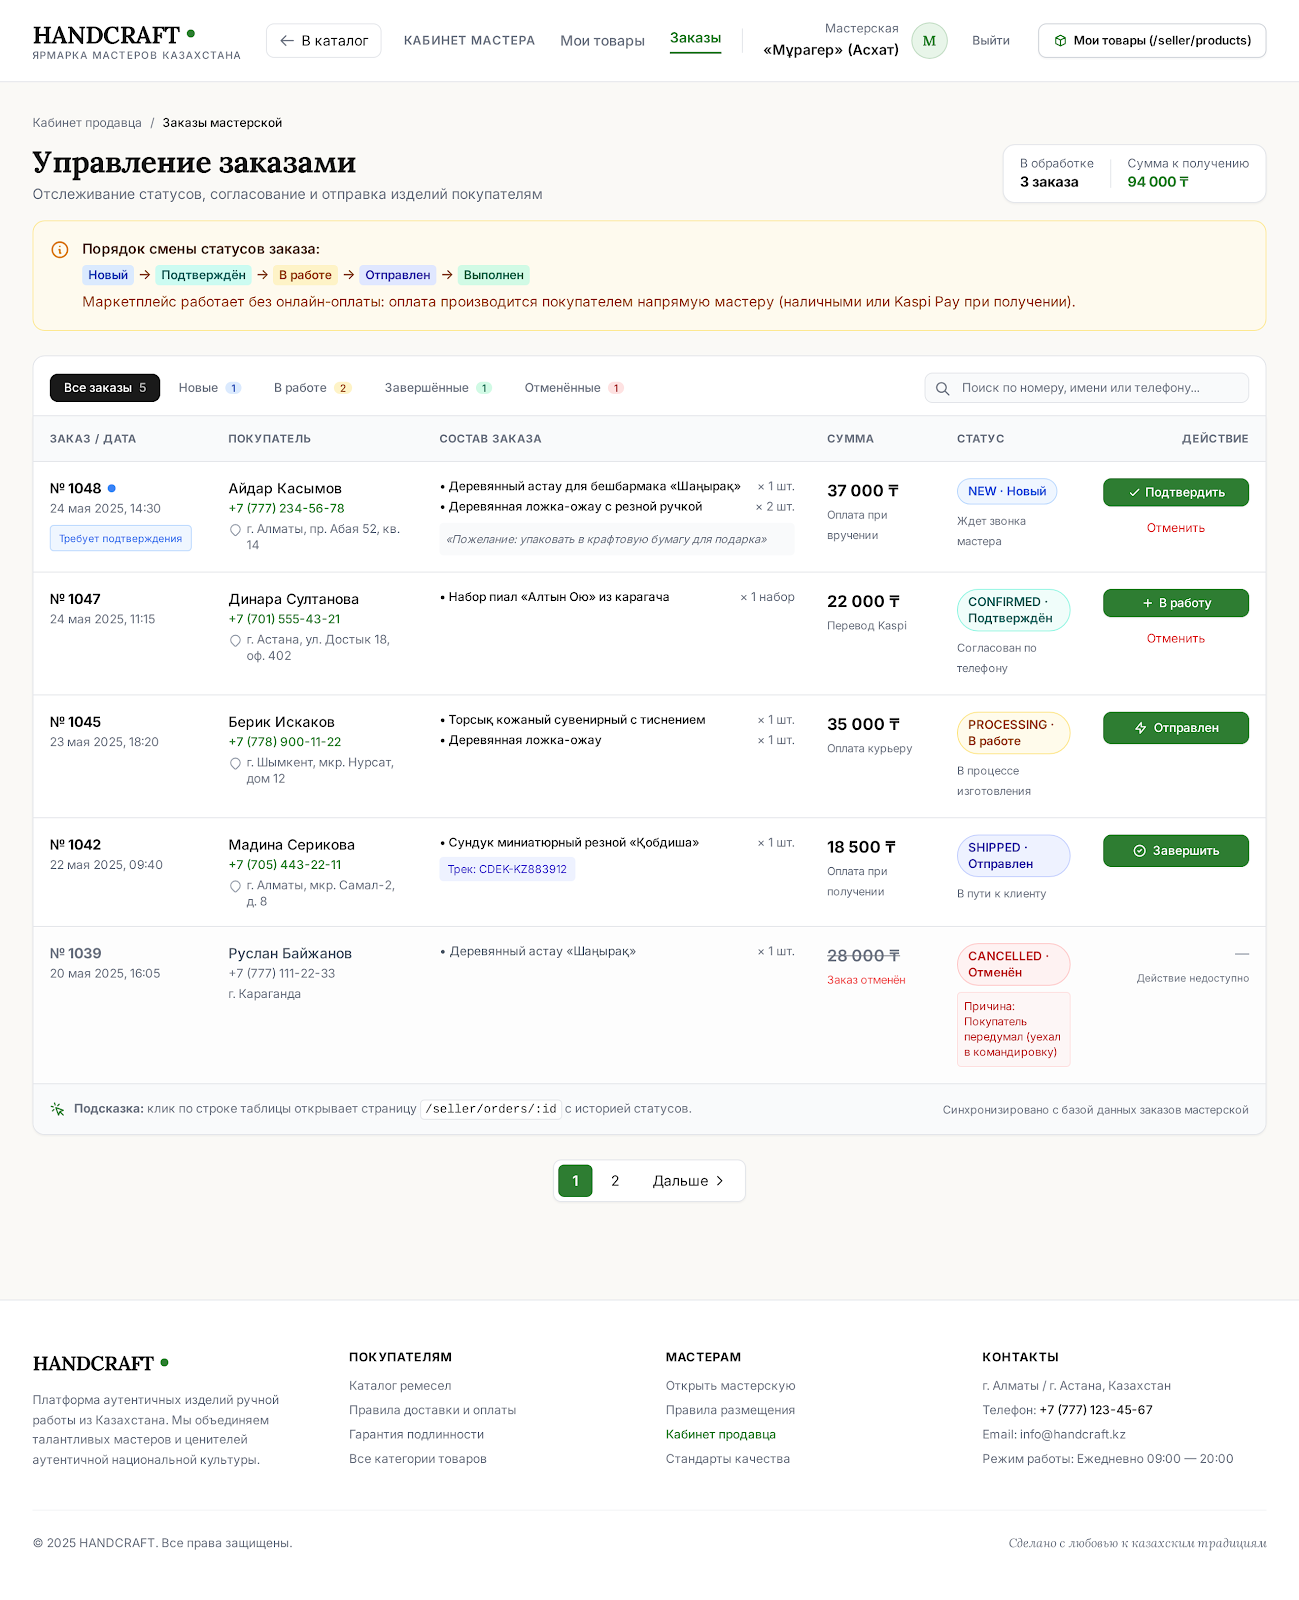 HANDCRAFT
ЯРМАРКА МАСТЕРОВ КАЗАХСТАНА
← В каталог
КАБИНЕТ МАСТЕРА
Мои товары
Заказы
Мастерская
«Мұрагер» (Асхат)
М
Выйти
Мои товары (/seller/products)
Кабинет продавца / Заказы мастерской
Управление заказами
Отслеживание статусов, согласование и отправка изделий покупателям
В обработке
3 заказа
Сумма к получению
94 000 ₸
Порядок смены статусов заказа:
Новый → Подтверждён → В работе → Отправлен → Выполнен
Маркетплейс работает без онлайн-оплаты: оплата производится покупателем напрямую мастеру (наличными или Kaspi Pay при получении).
Все заказы 5
Новые 1
В работе 2
Завершённые 1
Отменённые 1
Поиск по номеру, имени или телефону...
ЗАКАЗ / ДАТА
ПОКУПАТЕЛЬ
СОСТАВ ЗАКАЗА
СУММА
СТАТУС
ДЕЙСТВИЕ
№ 1048
24 мая 2025, 14:30
Требует подтверждения
Айдар Касымов
+7 (777) 234-56-78
г. Алматы, пр. Абая 52, кв.
14
• Деревянный астау для бешбармака «Шаңырақ» × 1 шт.
• Деревянная ложка-ожау с резной ручкой × 2 шт.
«Пожелание: упаковать в крафтовую бумагу для подарка»
37 000 ₸
Оплата при
вручении
NEW · Новый
Ждет звонка
мастера
Подтвердить
Отменить
№ 1047
24 мая 2025, 11:15
Динара Султанова
+7 (701) 555-43-21
г. Астана, ул. Достык 18,
оф. 402
• Набор пиал «Алтын Ою» из карагача × 1 набор
22 000 ₸
Перевод Kaspi
CONFIRMED ·
Подтверждён
Согласован по
телефону
+ В работу
Отменить
№ 1045
23 мая 2025, 18:20
Берик Искаков
+7 (778) 900-11-22
г. Шымкент, мкр. Нурсат,
дом 12
• Торсық кожаный сувенирный с тиснением × 1 шт.
• Деревянная ложка-ожау × 1 шт.
35 000 ₸
Оплата курьеру
PROCESSING ·
В работе
В процессе
изготовления
Отправлен
№ 1042
22 мая 2025, 09:40
Мадина Серикова
+7 (705) 443-22-11
г. Алматы, мкр. Самал-2,
д. 8
• Сундук миниатюрный резной «Қобдиша» × 1 шт.
Трек: CDEK-KZ883912
18 500 ₸
Оплата при
получении
SHIPPED ·
Отправлен
В пути к клиенту
Завершить
№ 1039
20 мая 2025, 16:05
Руслан Байжанов
+7 (777) 111-22-33
г. Караганда
• Деревянный астау «Шаңырақ» × 1 шт.
28 000 ₸
Заказ отменён
CANCELLED ·
Отменён
Причина:
Покупатель
передумал (уехал
в командировку)
—
Действие недоступно
Подсказка: клик по строке таблицы открывает страницу /seller/orders/:id с историей статусов.
Синхронизировано с базой данных заказов мастерской
1
2
Дальше
HANDCRAFT
Платформа аутентичных изделий ручной
работы из Казахстана. Мы объединяем
талантливых мастеров и ценителей
аутентичной национальной культуры.
ПОКУПАТЕЛЯМ
Каталог ремесел
Правила доставки и оплаты
Гарантия подлинности
Все категории товаров
МАСТЕРАМ
Открыть мастерскую
Правила размещения
Кабинет продавца
Стандарты качества
КОНТАКТЫ
г. Алматы / г. Астана, Казахстан
Телефон: +7 (777) 123-45-67
Email: info@handcraft.kz
Режим работы: Ежедневно 09:00 — 20:00
© 2025 HANDCRAFT. Все права защищены.
Сделано с любовью к казахским традициям